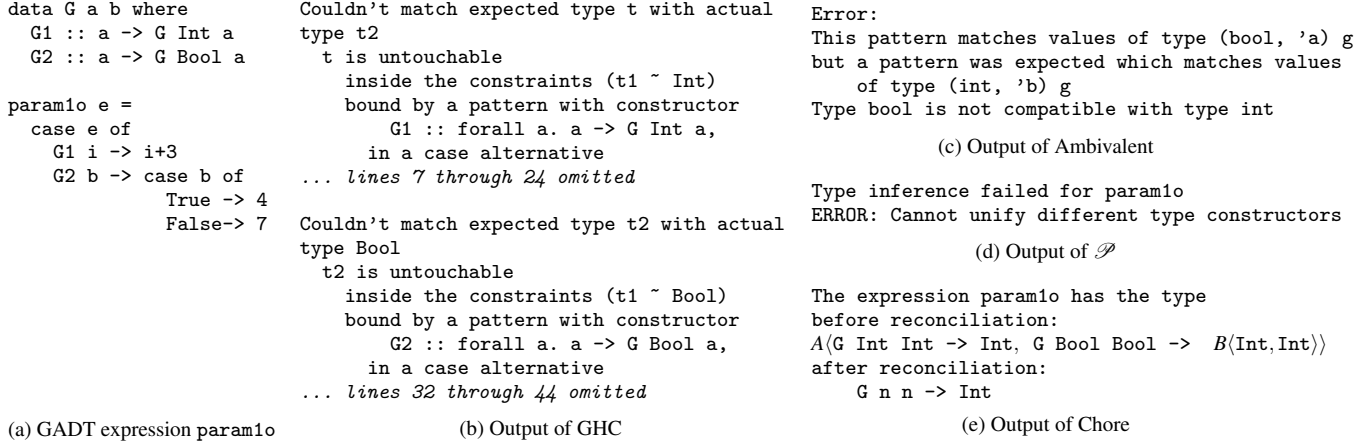 data G a b where
G1 :: a -> G Int a
G2 :: a -> G Bool a
param1o e =
case e of
G1 i -> i+3
G2 b -> case b of
True -> 4
False-> 7
(a) GADT expression param1o
Couldn't match expected type t with actual
type t2
t is untouchable
inside the constraints (t1 ~ Int)
bound by a pattern with constructor
G1 :: forall a. a -> G Int a,
in a case alternative
... lines 7 through 24 omitted
Couldn't match expected type t2 with actual
type Bool
t2 is untouchable
inside the constraints (t1 ~ Bool)
bound by a pattern with constructor
G2 :: forall a. a -> G Bool a,
in a case alternative
... lines 32 through 44 omitted
(b) Output of GHC
Error:
This pattern matches values of type (bool, 'a) g
but a pattern was expected which matches values
of type (int, 'b) g
Type bool is not compatible with type int
(c) Output of Ambivalent
Type inference failed for param1o
ERROR: Cannot unify different type constructors
(d) Output of 𝒫
The expression param1o has the type
before reconciliation:
A⟨G Int Int -> Int, G Bool Bool -> B⟨Int,Int⟩⟩
after reconciliation:
G n n -> Int
(e) Output of Chore